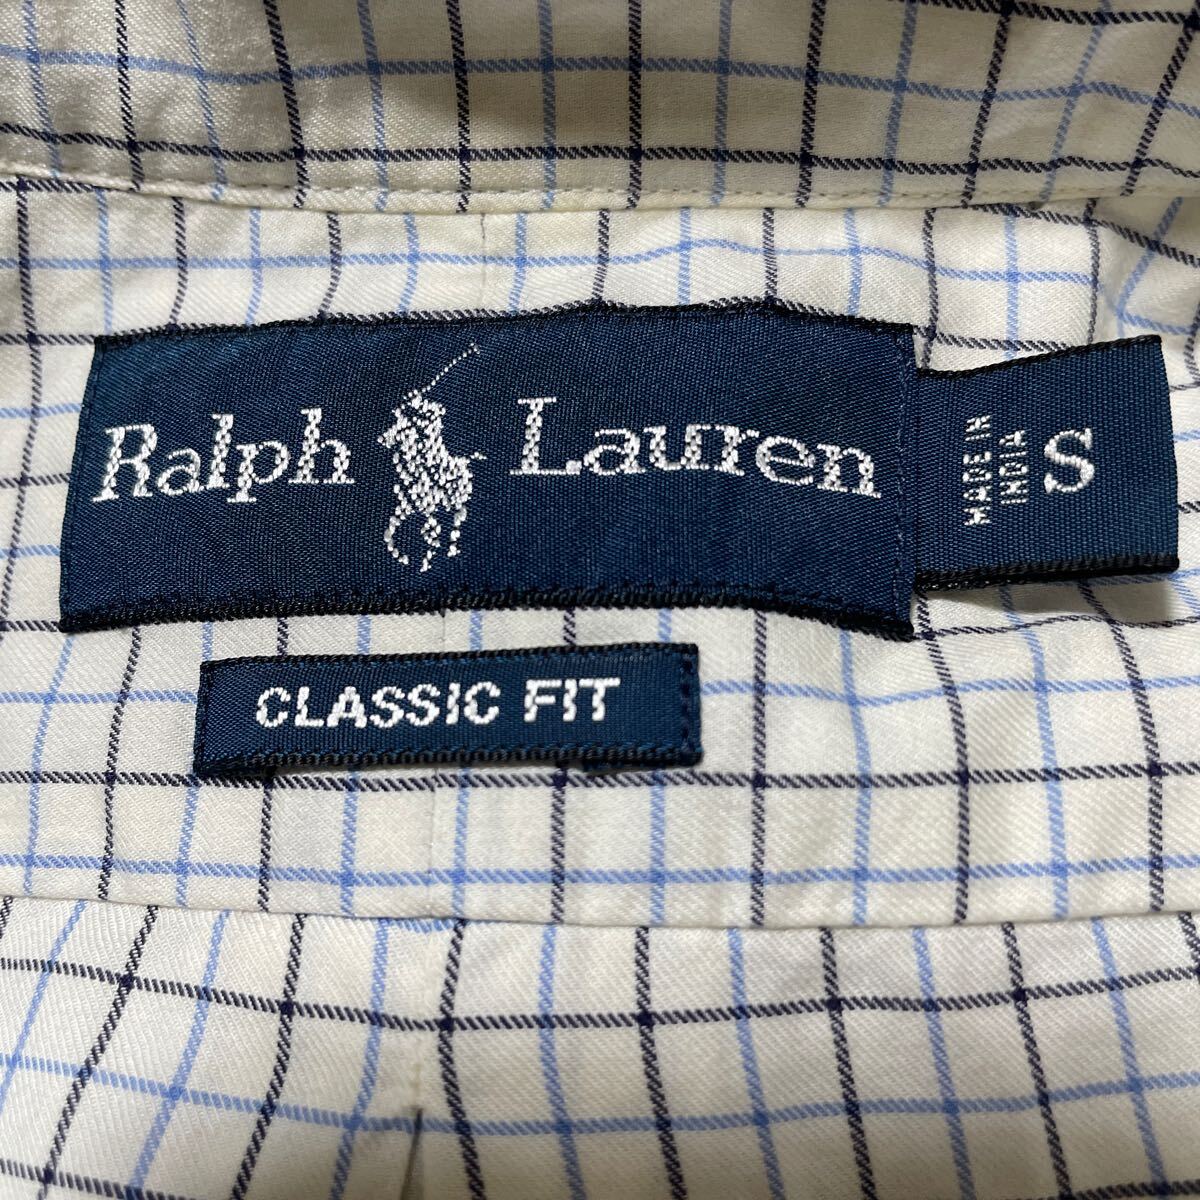 Ralph Lauren
MADE IN
INDIA
S
CLASSIC FIT